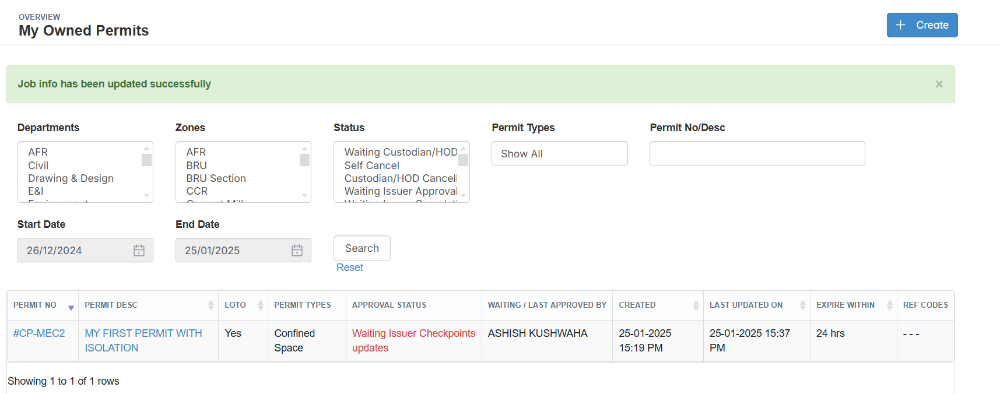 OVERVIEW
My Owned Permits
Create
Job info has been updated successfully
×
Departments
Zones
Status
Permit Types
Permit No/Desc
AFR
Civil
Drawing & Design
E&I
AFR
BRU
BRU Section
CCR
Waiting Custodian/HOD
Self Cancel
Custodian/HOD Cancell
Waiting Issuer Approval
Show All
Start Date
End Date
26/12/2024
25/01/2025
Search
Reset
PERMIT NO
PERMIT DESC
LOTO
PERMIT TYPES
APPROVAL STATUS
WAITING / LAST APPROVED BY
CREATED
LAST UPDATED ON
EXPIRE WITHIN
REF CODES
#CP-MEC2
MY FIRST PERMIT WITH
ISOLATION
Yes
Confined
Space
Waiting Issuer Checkpoints
updates
ASHISH KUSHWAHA
25-01-2025
15:19 PM
25-01-2025 15:37
PM
24 hrs
- - -
Showing 1 to 1 of 1 rows